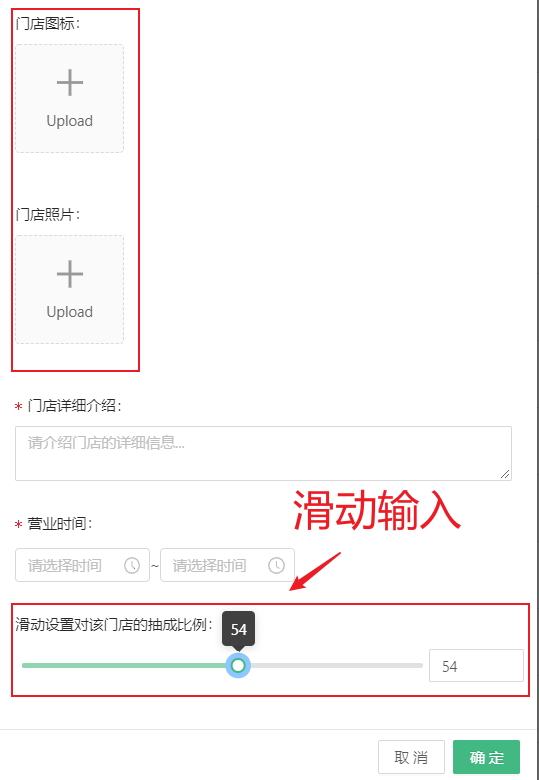 门店图标:
Upload
门店照片:
Upload
* 门店详细介绍:
请介绍门店的详细信息...
滑动输入
* 营业时间:
请选择时间 ~ 请选择时间
滑动设置对该门店的抽成比例:
54
54
取 消 确 定